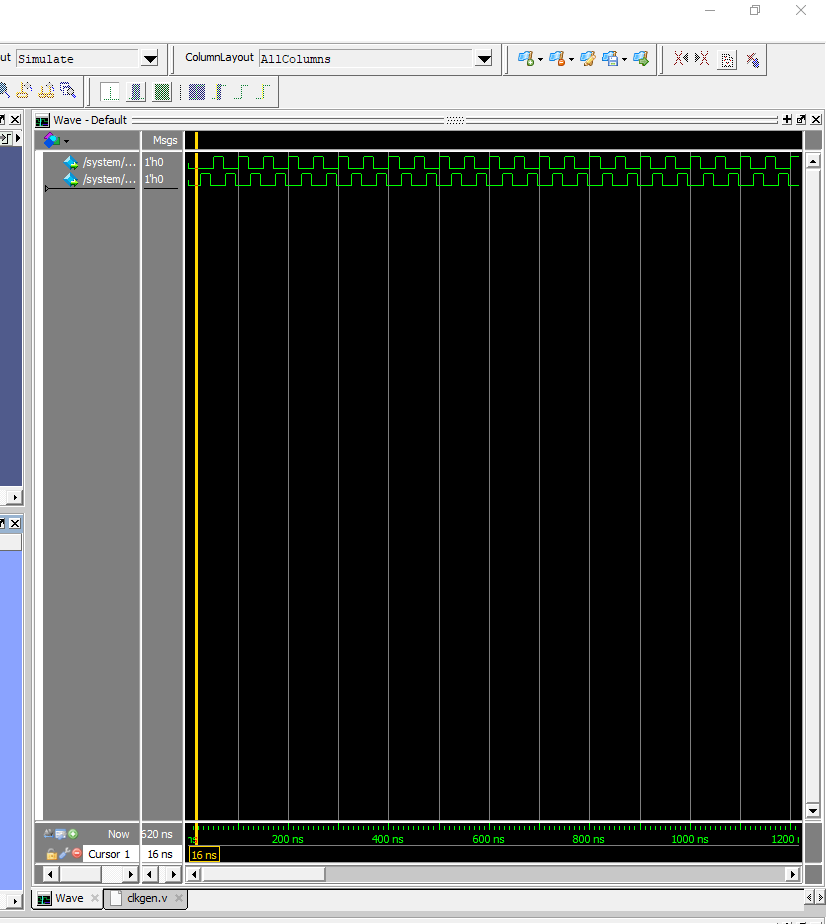 ut Simulate ColumnLayout AllColumns
Wave - Default
Msgs
/system/... 1'h0
/system/... 1'h0
Now 620 ns
ns 200 ns 400 ns 600 ns 800 ns 1000 ns 1200
Cursor 1 16 ns 16 ns
Wave clkgen.v